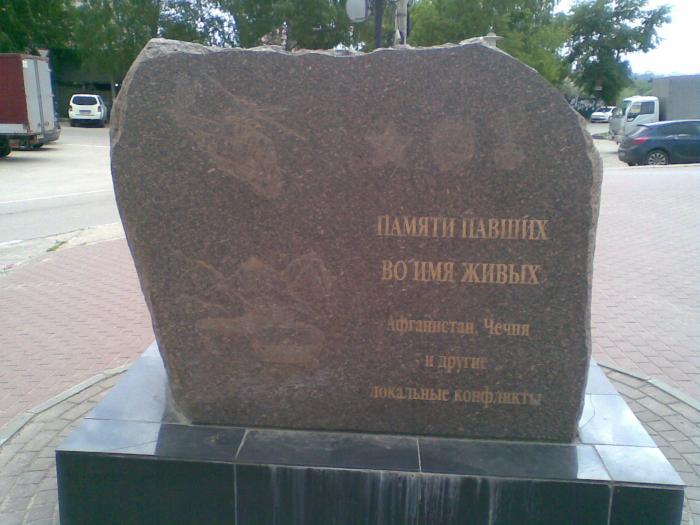 ПАМЯТИ ПАВШИХ
ВО ИМЯ ЖИВЫХ
Афганистан, Чечня
и другие
локальные конфликты